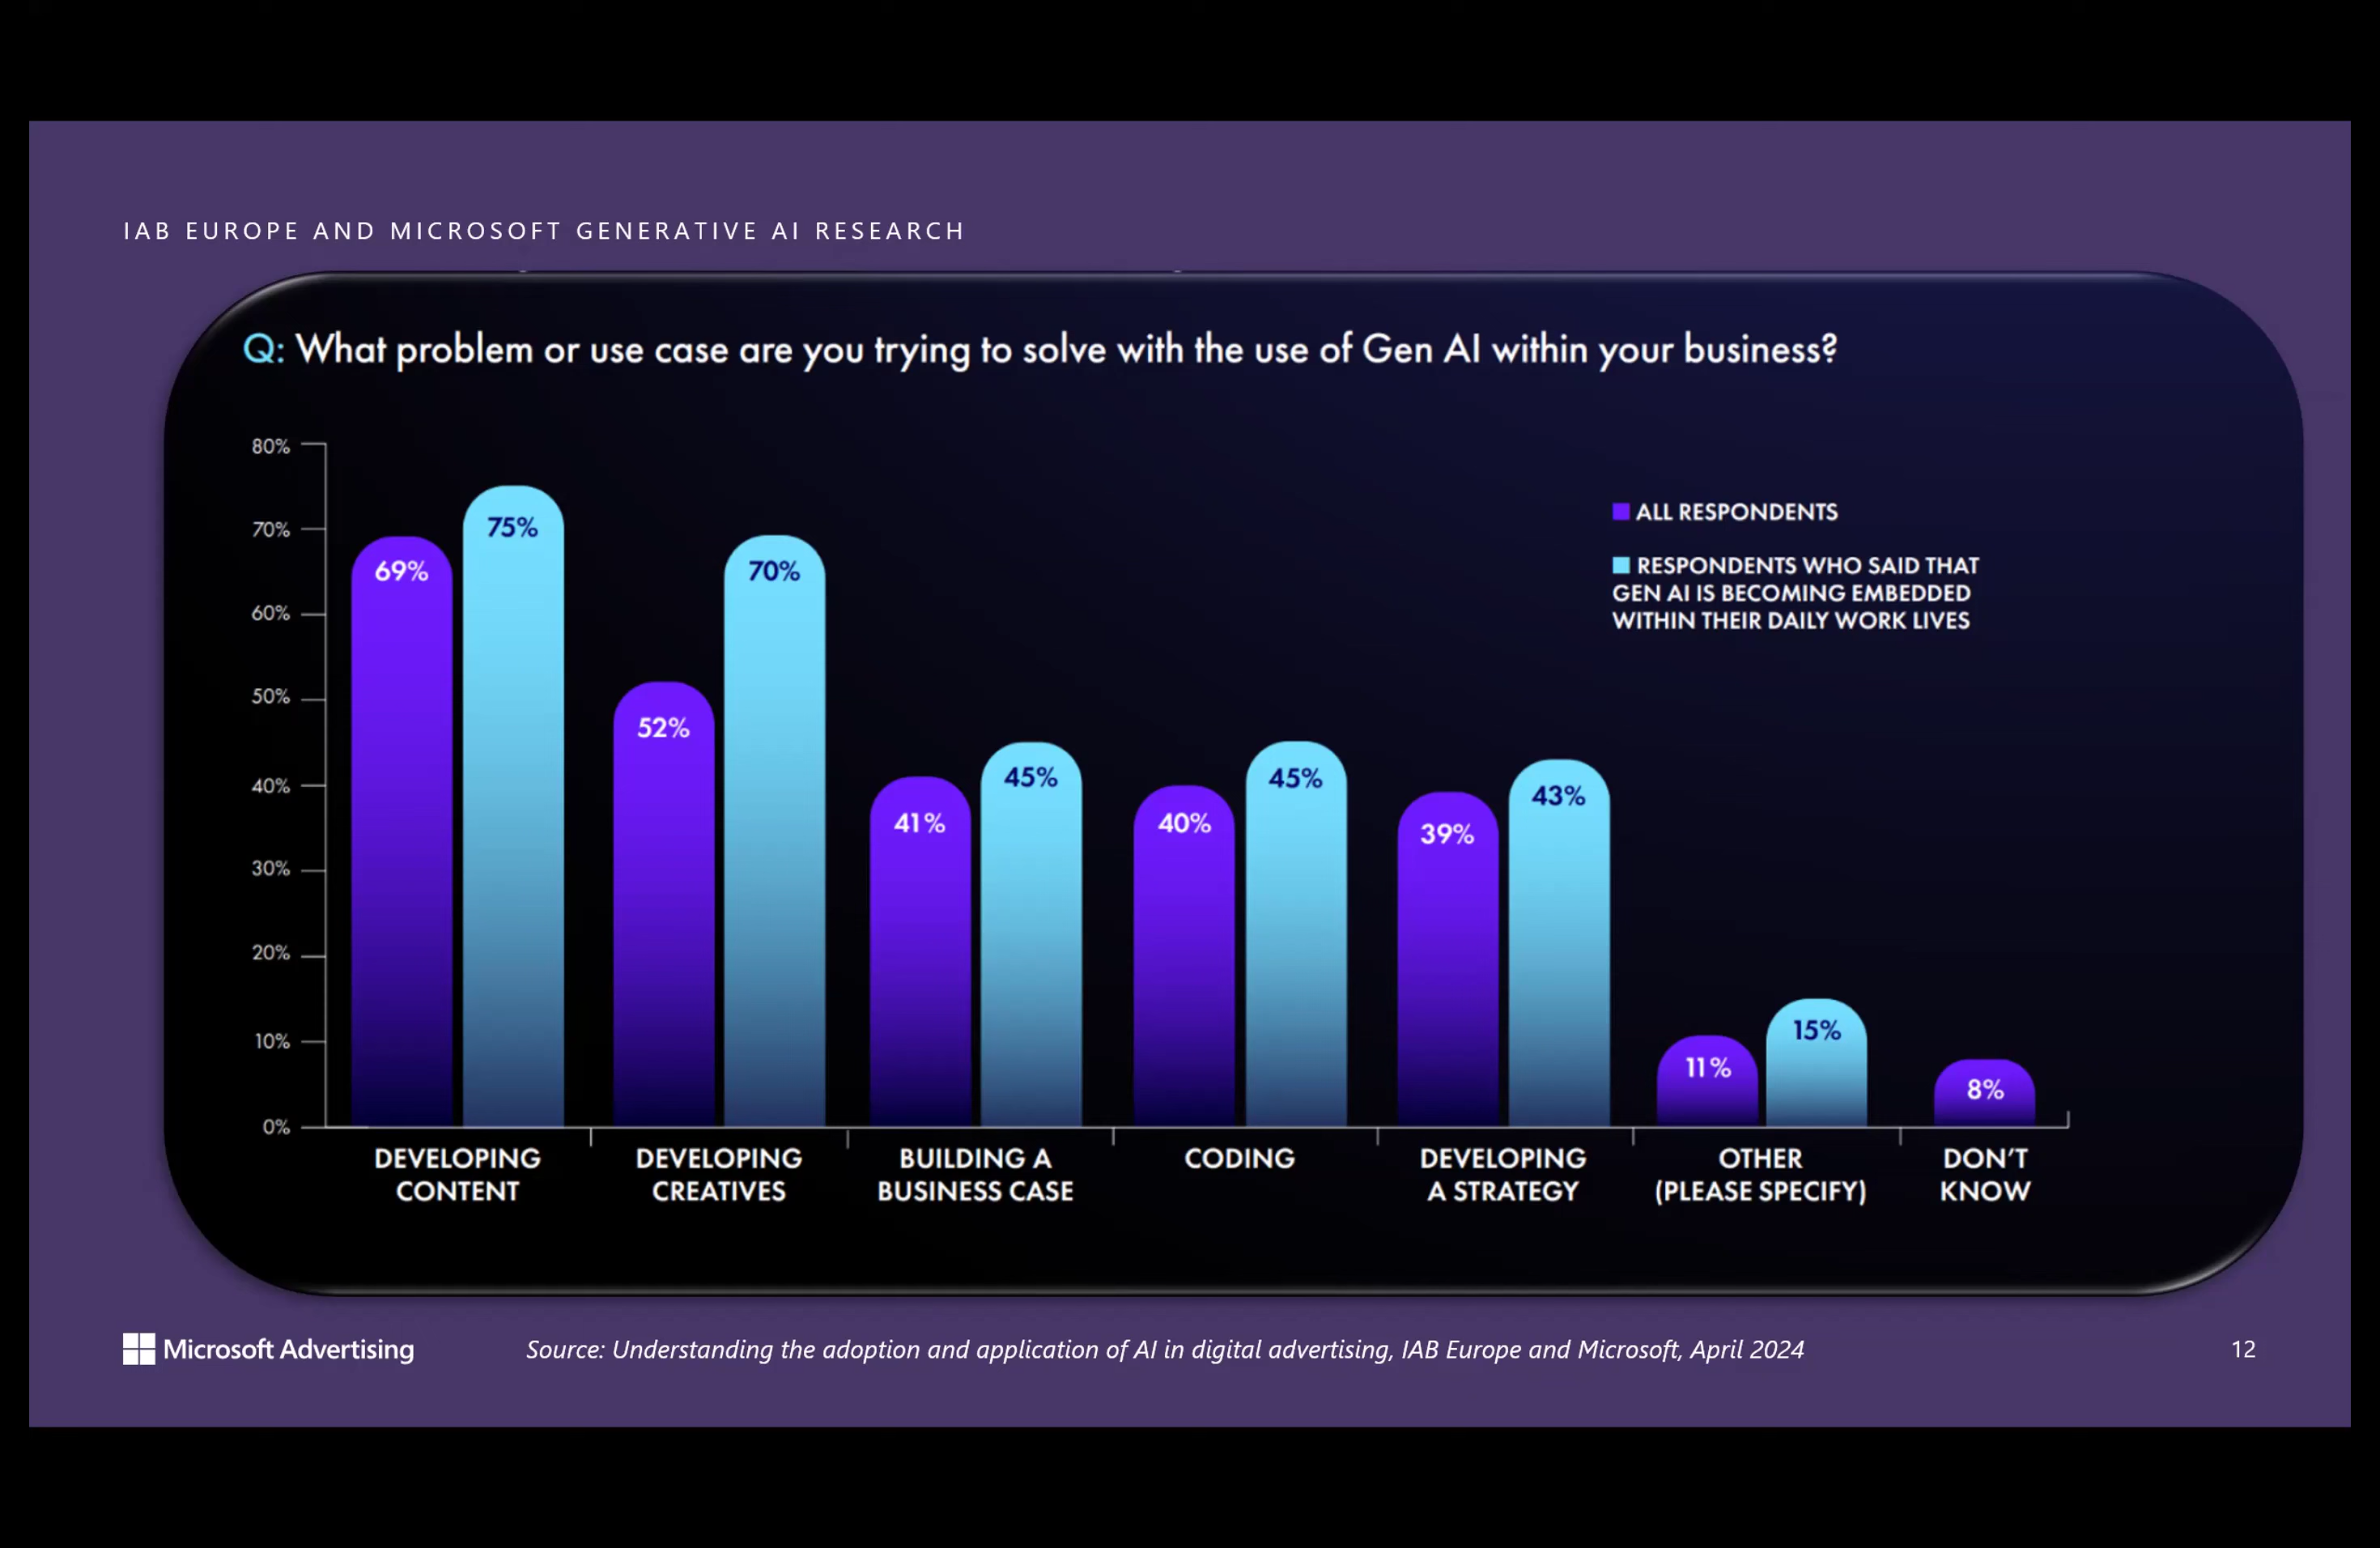 IAB EUROPE AND MICROSOFT GENERATIVE AI RESEARCH
Q: What problem or use case are you trying to solve with the use of Gen AI within your business?
80%
70%
60%
50%
40%
30%
20%
10%
0%
69%
75%
52%
70%
41%
45%
40%
45%
39%
43%
11%
15%
8%
ALL RESPONDENTS
RESPONDENTS WHO SAID THAT
GEN AI IS BECOMING EMBEDDED
WITHIN THEIR DAILY WORK LIVES
DEVELOPING
CONTENT
DEVELOPING
CREATIVES
BUILDING A
BUSINESS CASE
CODING
DEVELOPING
A STRATEGY
OTHER
(PLEASE SPECIFY)
DON'T
KNOW
Microsoft Advertising
Source: Understanding the adoption and application of AI in digital advertising, IAB Europe and Microsoft, April 2024
12